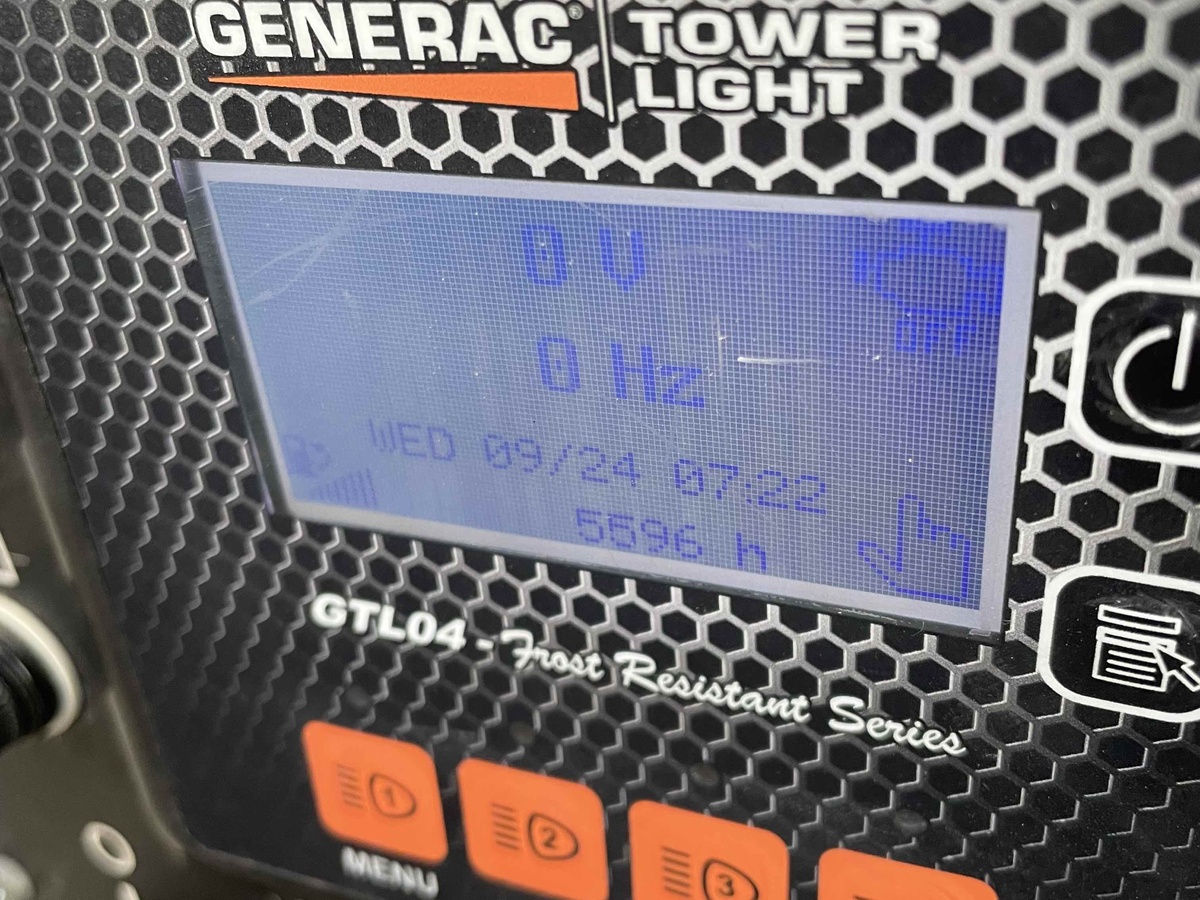 GENERAC®
TOWER
LIGHT
0 V
OFF
0 Hz
WED 09/24 07:22
5596 h
GTL04 - Frost Resistant Series
1
2
3
MENU